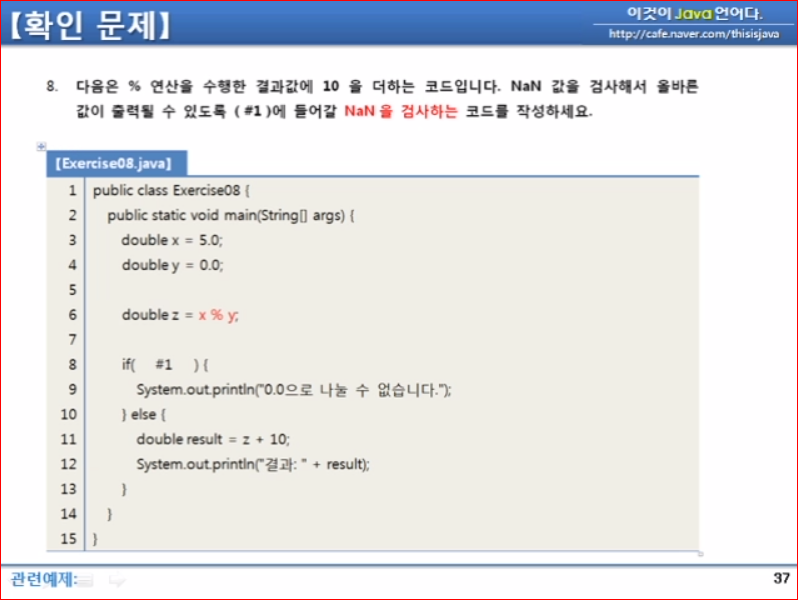 【확인 문제】
이것이 Java 언어다.
http://cafe.naver.com/thisisjava
8. 다음은 % 연산을 수행한 결과값에 10 을 더하는 코드입니다. NaN 값을 검사해서 올바른
값이 출력될 수 있도록 ( #1 )에 들어갈 NaN 을 검사하는 코드를 작성하세요.
【Exercise08.java】
1 public class Exercise08 {
2 public static void main(String[] args) {
3 double x = 5.0;
4 double y = 0.0;
5
6 double z = x % y;
7
8 if( #1 ) {
9 System.out.println("0.0으로 나눌 수 없습니다.");
10 } else {
11 double result = z + 10;
12 System.out.println("결과: " + result);
13 }
14 }
15 }
관련예제:
37